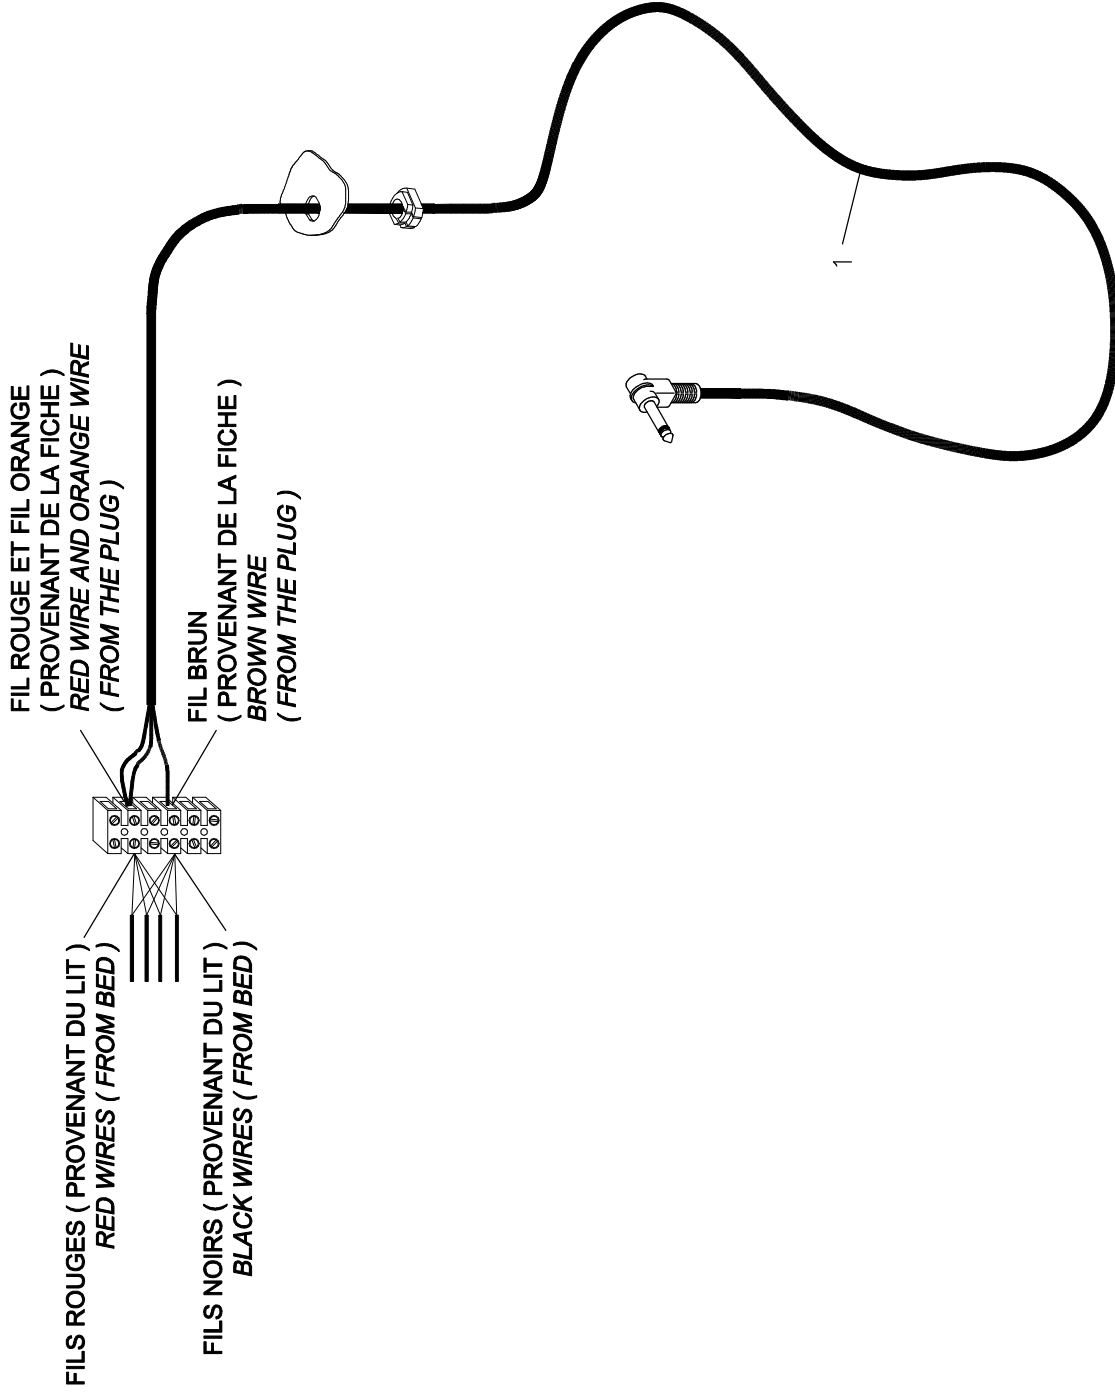 FILS ROUGES ( PROVENANT DU LIT )
RED WIRES ( FROM BED )
FIL ROUGE ET FIL ORANGE
( PROVENANT DE LA FICHE )
RED WIRE AND ORANGE WIRE
( FROM THE PLUG )
FILS NOIRS ( PROVENANT DU LIT )
BLACK WIRES ( FROM BED )
FIL BRUN
( PROVENANT DE LA FICHE )
BROWN WIRE
( FROM THE PLUG )
1